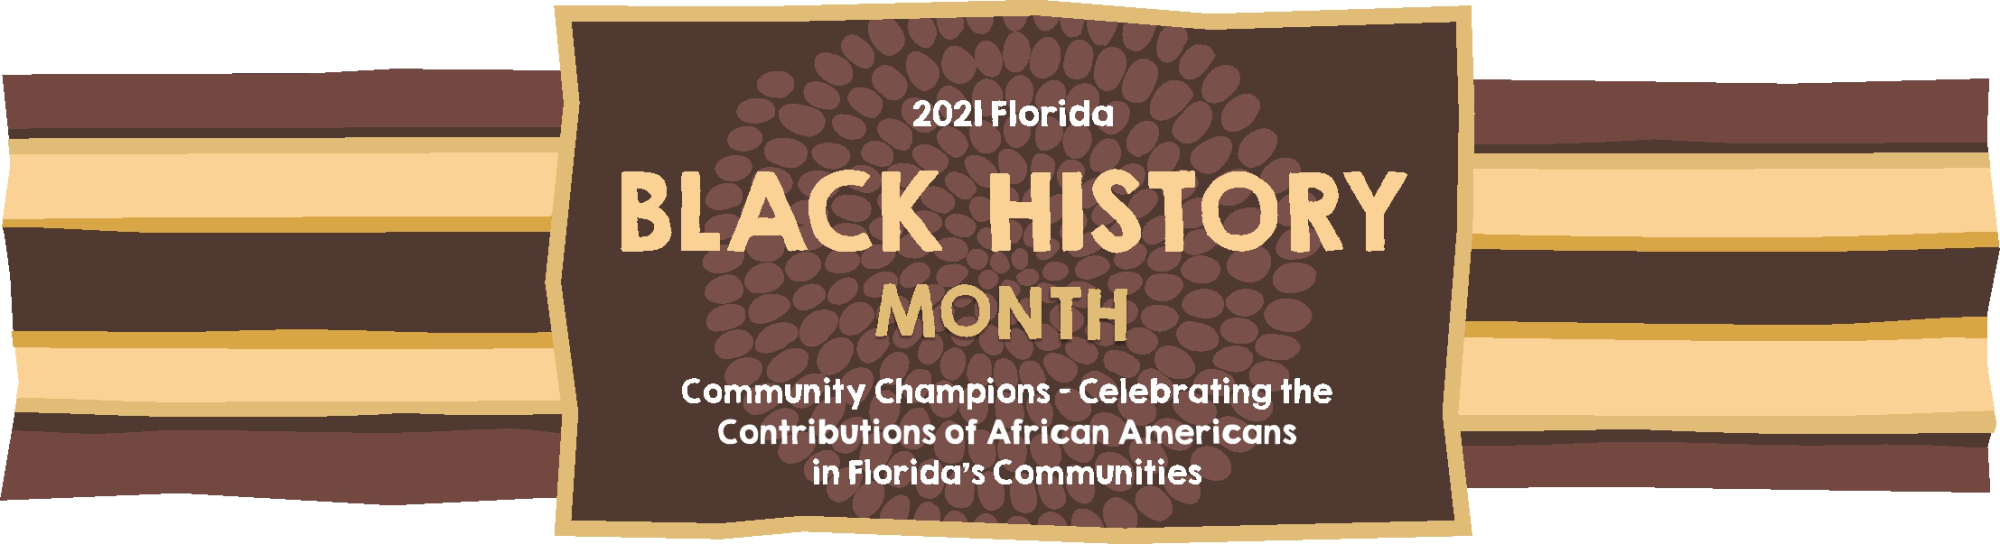 2021 Florida
BLACK HISTORY
MONTH
Community Champions - Celebrating the
Contributions of African Americans
in Florida's Communities